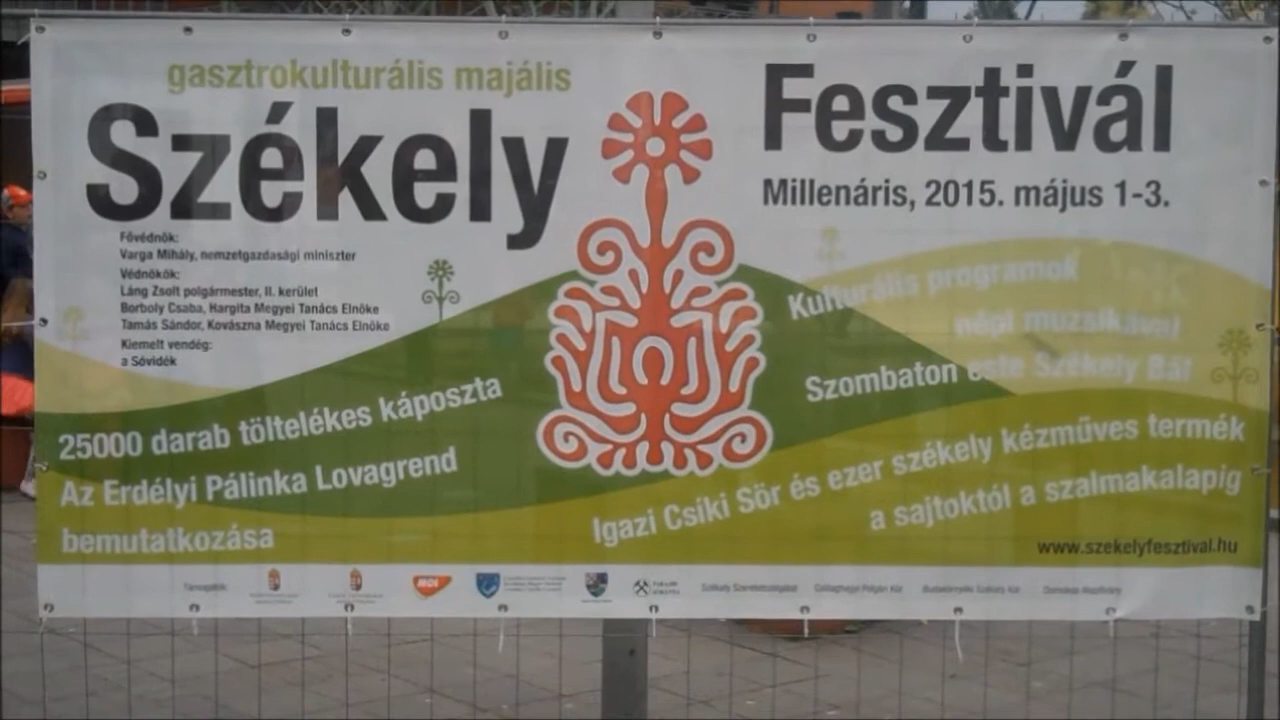 gasztrokulturális majális
Székely
Fesztivál
Millenáris, 2015. május 1-3.
Fővédnök:
Varga Mihály, nemzetgazdasági miniszter
Védnökök:
Láng Zsolt polgármester, II. kerület
Borboly Csaba, Hargita Megyei Tanács Elnöke
Tamás Sándor, Kovászna Megyei Tanács Elnöke
Kiemelt vendég:
a Sóvidék
25000 darab töltelékes káposzta
Az Erdélyi Pálinka Lovagrend
bemutatkozása
Kulturális programok
népi muzsikával
Szombaton este Székely Bál
Igazi Csíki Sör és ezer székely kézműves termék
a sajtoktól a szalmakalapig
www.szekelyfesztival.hu
Támogatók:
MOL